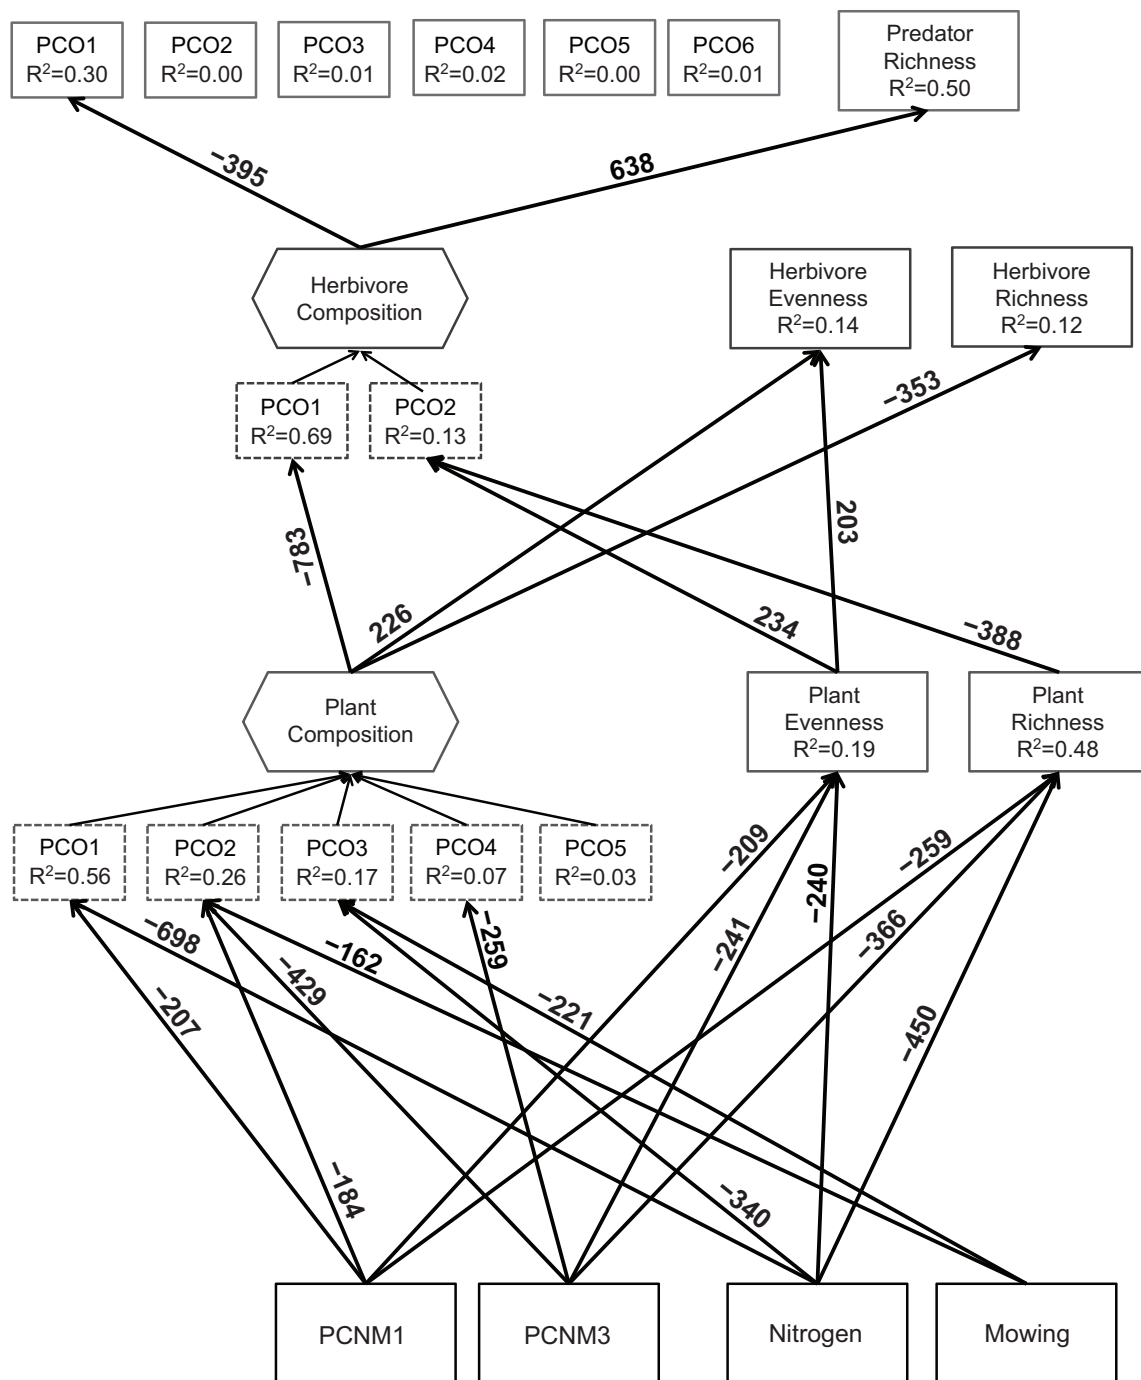 PCO1
R²=0.30
PCO2
R²=0.00
PCO3
R²=0.01
PCO4
R²=0.02
PCO5
R²=0.00
PCO6
R²=0.01
Predator
Richness
R²=0.50
−395
638
Herbivore
Composition
Herbivore
Evenness
R²=0.14
Herbivore
Richness
R²=0.12
PCO1
R²=0.69
PCO2
R²=0.13
−353
203
−783
226
234
−388
Plant
Composition
Plant
Evenness
R²=0.19
Plant
Richness
R²=0.48
PCO1
R²=0.56
PCO2
R²=0.26
PCO3
R²=0.17
PCO4
R²=0.07
PCO5
R²=0.03
−209
−259
−240
−698
−162
−259
−241
−366
−207
−429
−221
−450
−184
−340
PCNM1
PCNM3
Nitrogen
Mowing